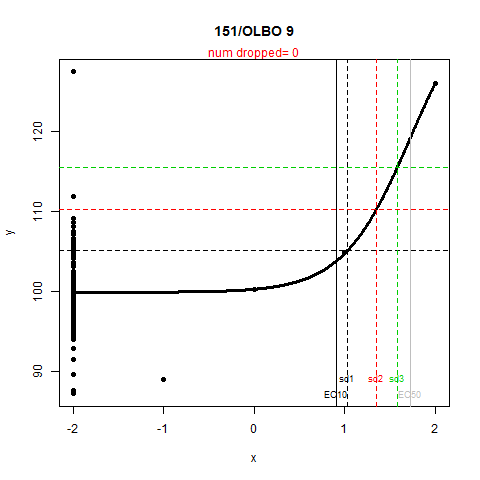 151/OLBO 9
num dropped= 0
y
120
110
100
90
sd1 sd2 sd3
EC10 EC50
-2 -1 0 1 2
x